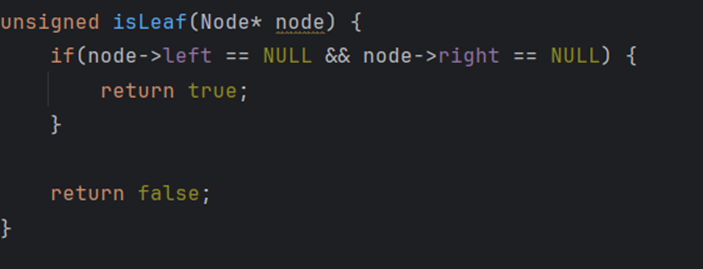 unsigned isLeaf(Node* node) {
    if(node->left == NULL && node->right == NULL) {
        return true;
    }

    return false;
}